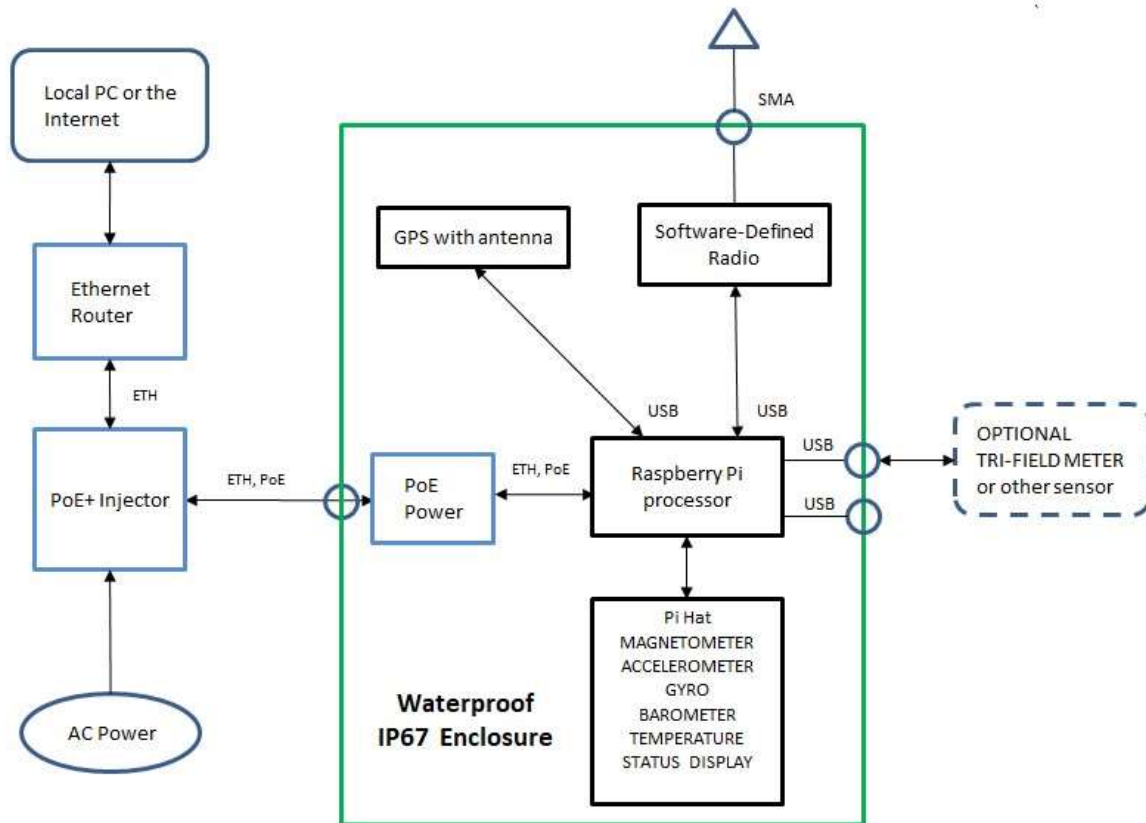 SMA
Local PC or the
Internet
GPS with antenna
Software-Defined
Radio
Ethernet
Router
ETH
USB
USB
PoE+ Injector
ETH, PoE
PoE
Power
ETH, PoE
Raspberry Pi
processor
USB
USB
OPTIONAL
TRI-FIELD METER
or other sensor
Pi Hat
MAGNETOMETER
ACCELEROMETER
GYRO
BAROMETER
TEMPERATURE
STATUS DISPLAY
Waterproof
IP67 Enclosure
AC Power